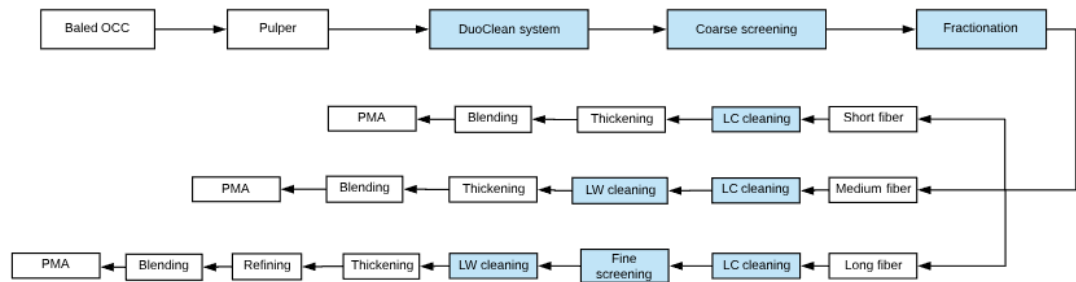 Baled OCC
Pulper
DuoClean system
Coarse screening
Fractionation
PMA
Blending
Thickening
LC cleaning
Short fiber
PMA
Blending
Thickening
LW cleaning
LC cleaning
Medium fiber
PMA
Blending
Refining
Thickening
LW cleaning
Fine
screening
LC cleaning
Long fiber